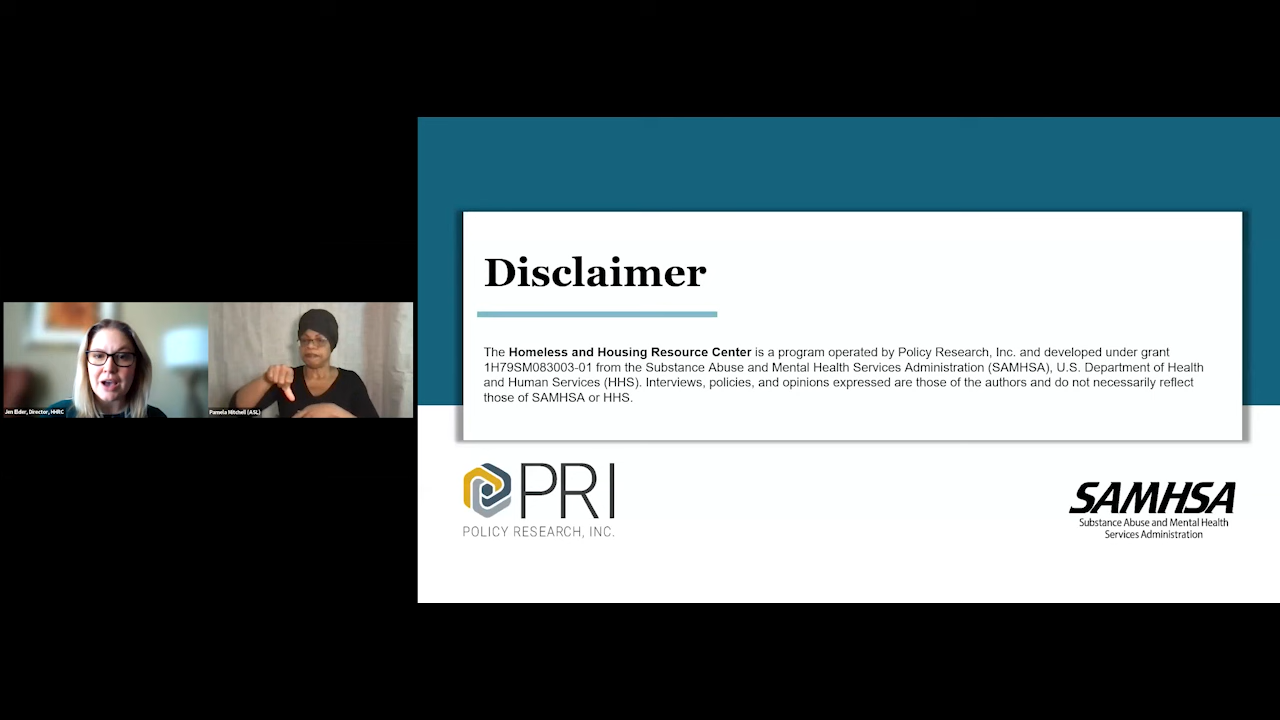 Disclaimer
The Homeless and Housing Resource Center is a program operated by Policy Research, Inc. and developed under grant
1H79SM083003-01 from the Substance Abuse and Mental Health Services Administration (SAMHSA), U.S. Department of Health
and Human Services (HHS). Interviews, policies, and opinions expressed are those of the authors and do not necessarily reflect
those of SAMHSA or HHS.
Jen Elder, Director, HHRC
Pamela Mitchell (ASL)
PRI
POLICY RESEARCH, INC.
SAMHSA
Substance Abuse and Mental Health
Services Administration